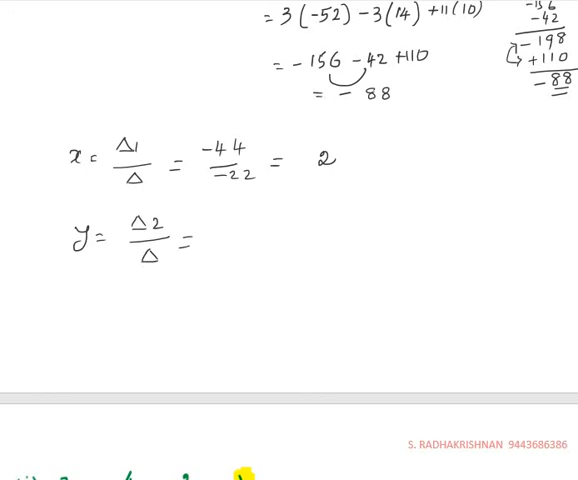 = 3(-52) -3(14) +11(10)
= -156 -42 +110
= -88
-156
-42
-198
+110
-88
x = Δ1/Δ = -44/-22 = 2
y = Δ2/Δ =
S. RADHAKRISHNAN 9443686386